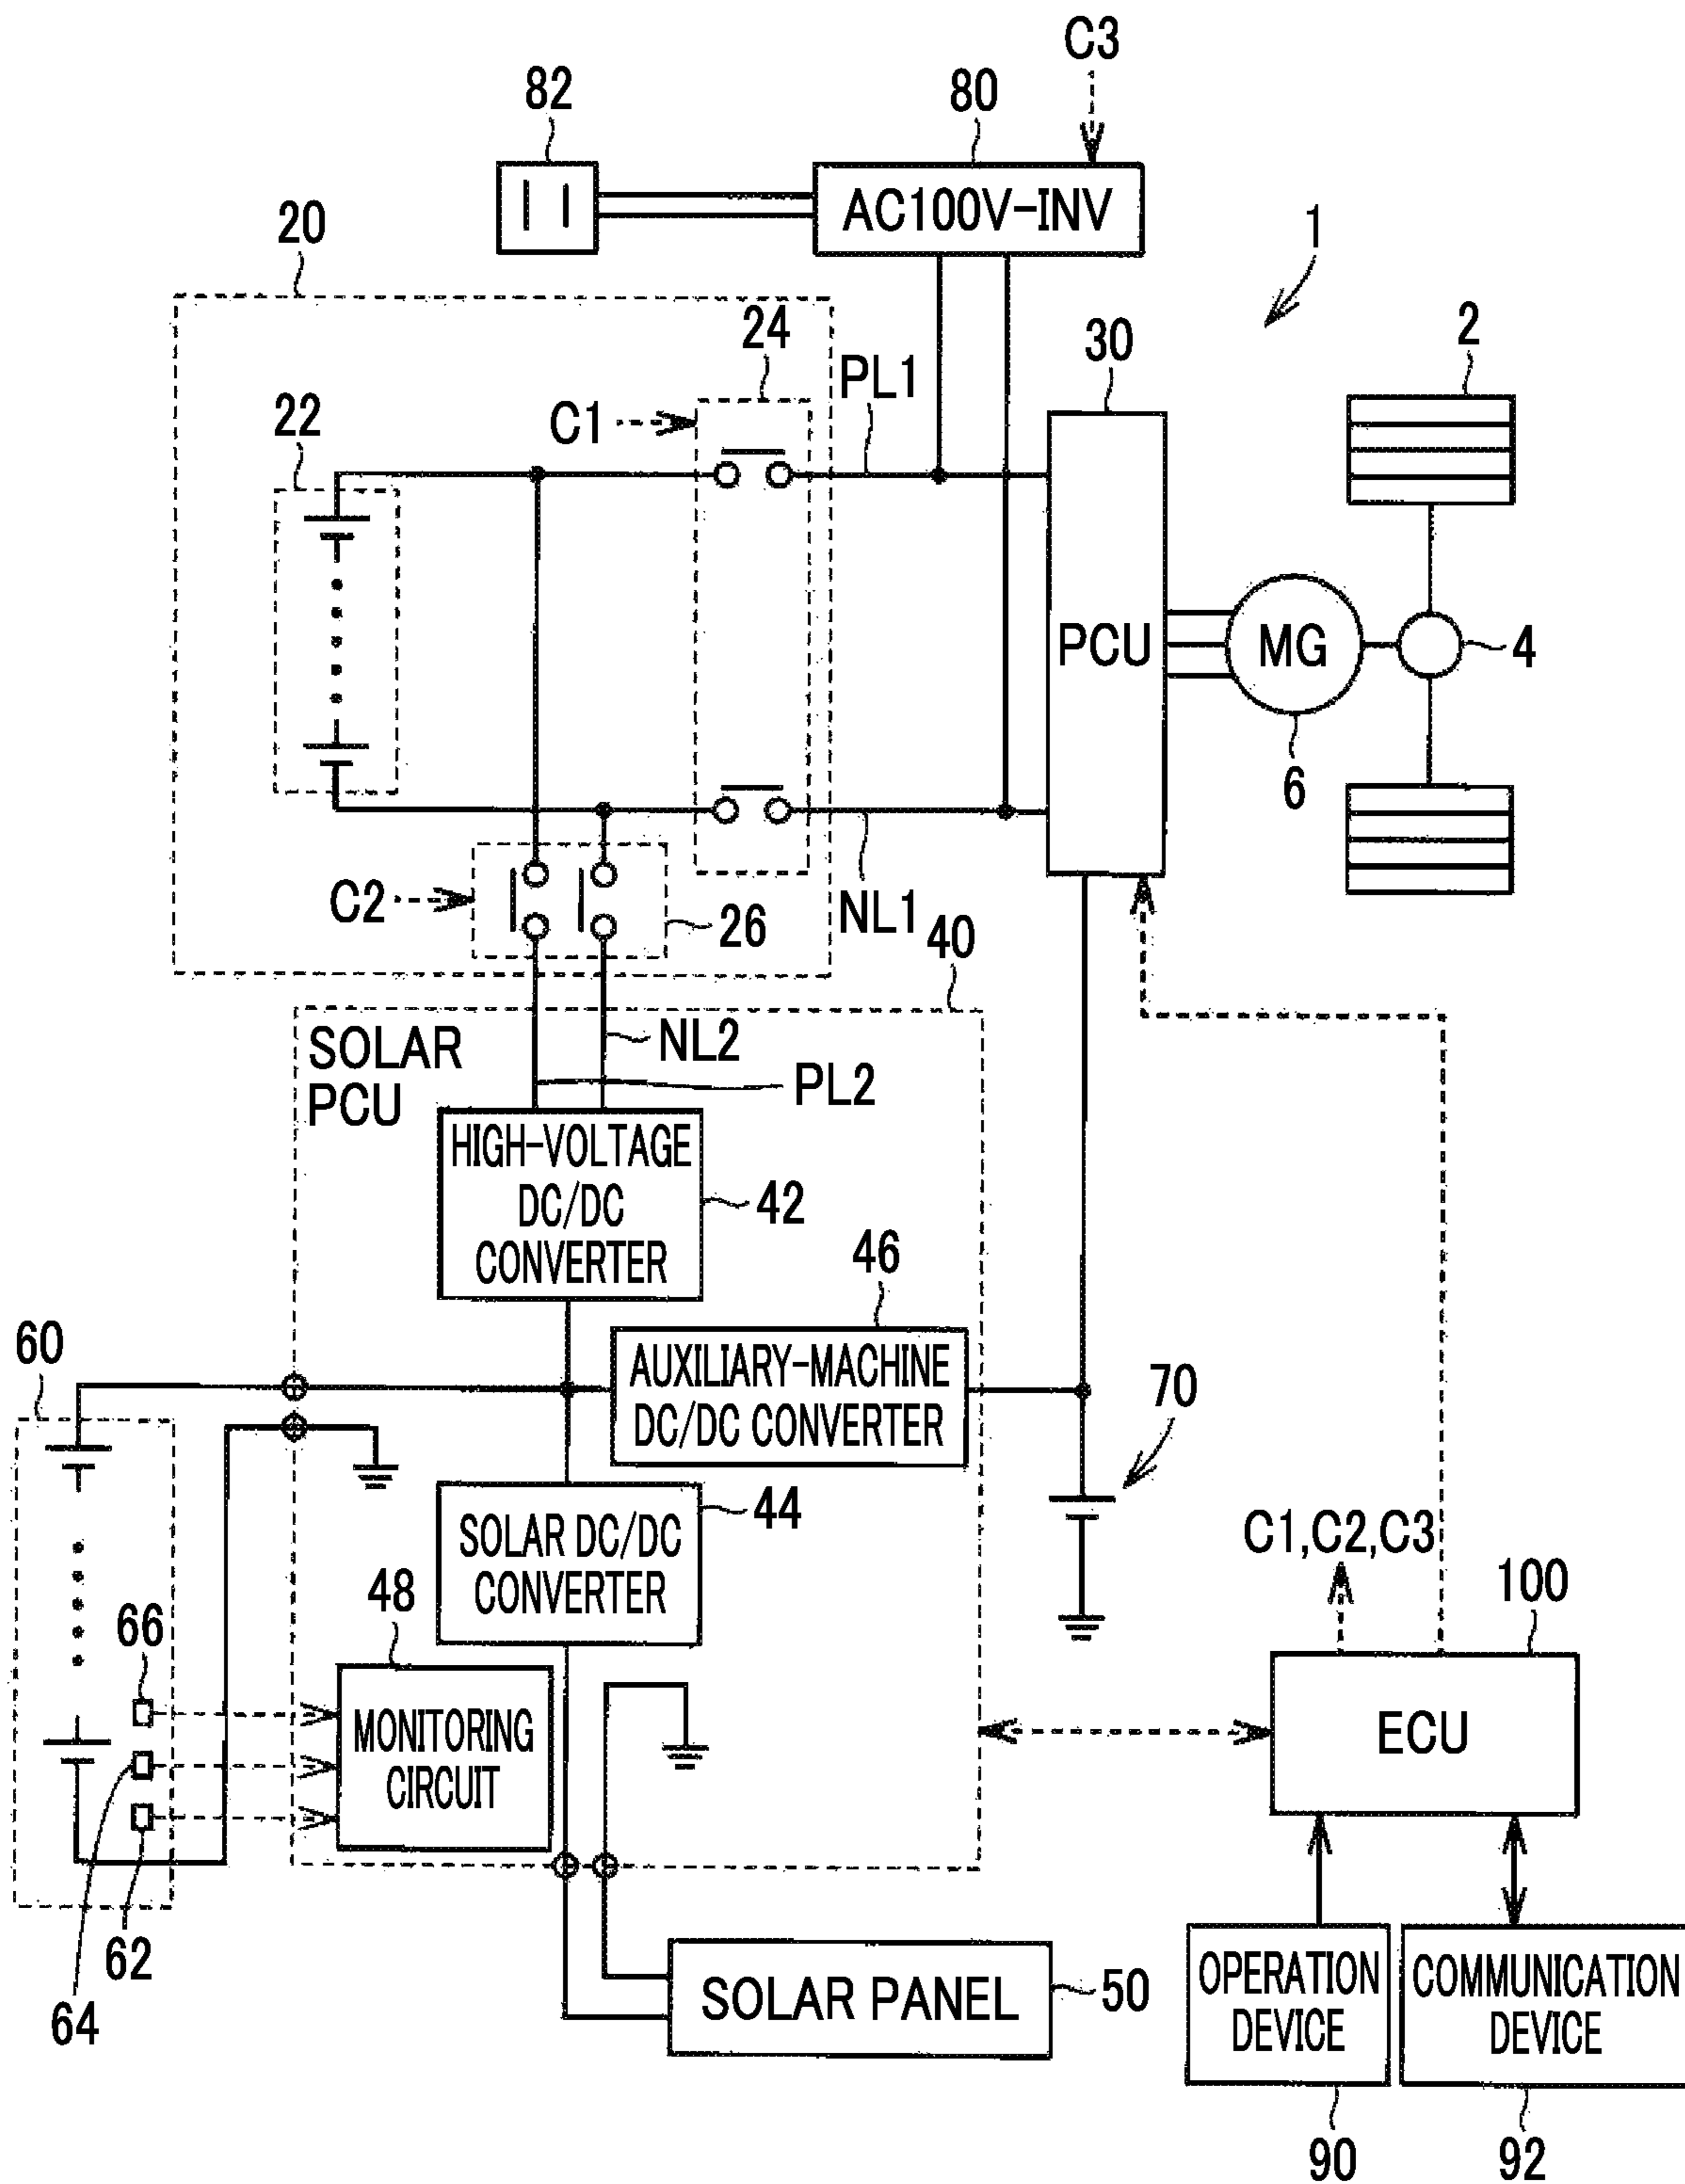 C3
82
80
AC100V-INV
20
1
24
PL1
30
2
22
C1
PCU
MG
4
6
C2
26
NL1
40
SOLAR
PCU
NL2
PL2
HIGH-VOLTAGE
DC/DC
CONVERTER
42
46
60
AUXILIARY-MACHINE
DC/DC CONVERTER
70
44
SOLAR DC/DC
CONVERTER
C1,C2,C3
48
100
66
MONITORING
CIRCUIT
ECU
62
64
SOLAR PANEL
50
OPERATION
DEVICE
COMMUNICATION
DEVICE
90
92